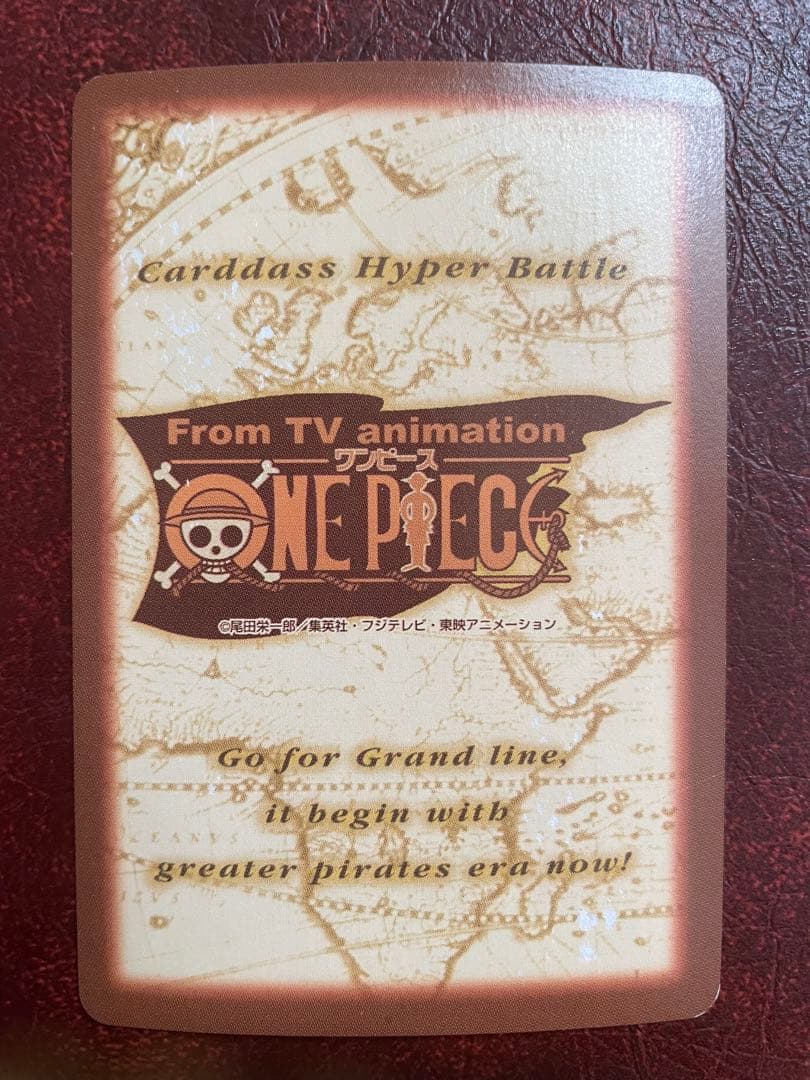 Carddass Hyper Battle
From TV animation
ワンピース
ONE PIECE
©尾田栄一郎／集英社・フジテレビ・東映アニメーション
Go for Grand line,
it begin with
greater pirates era now!